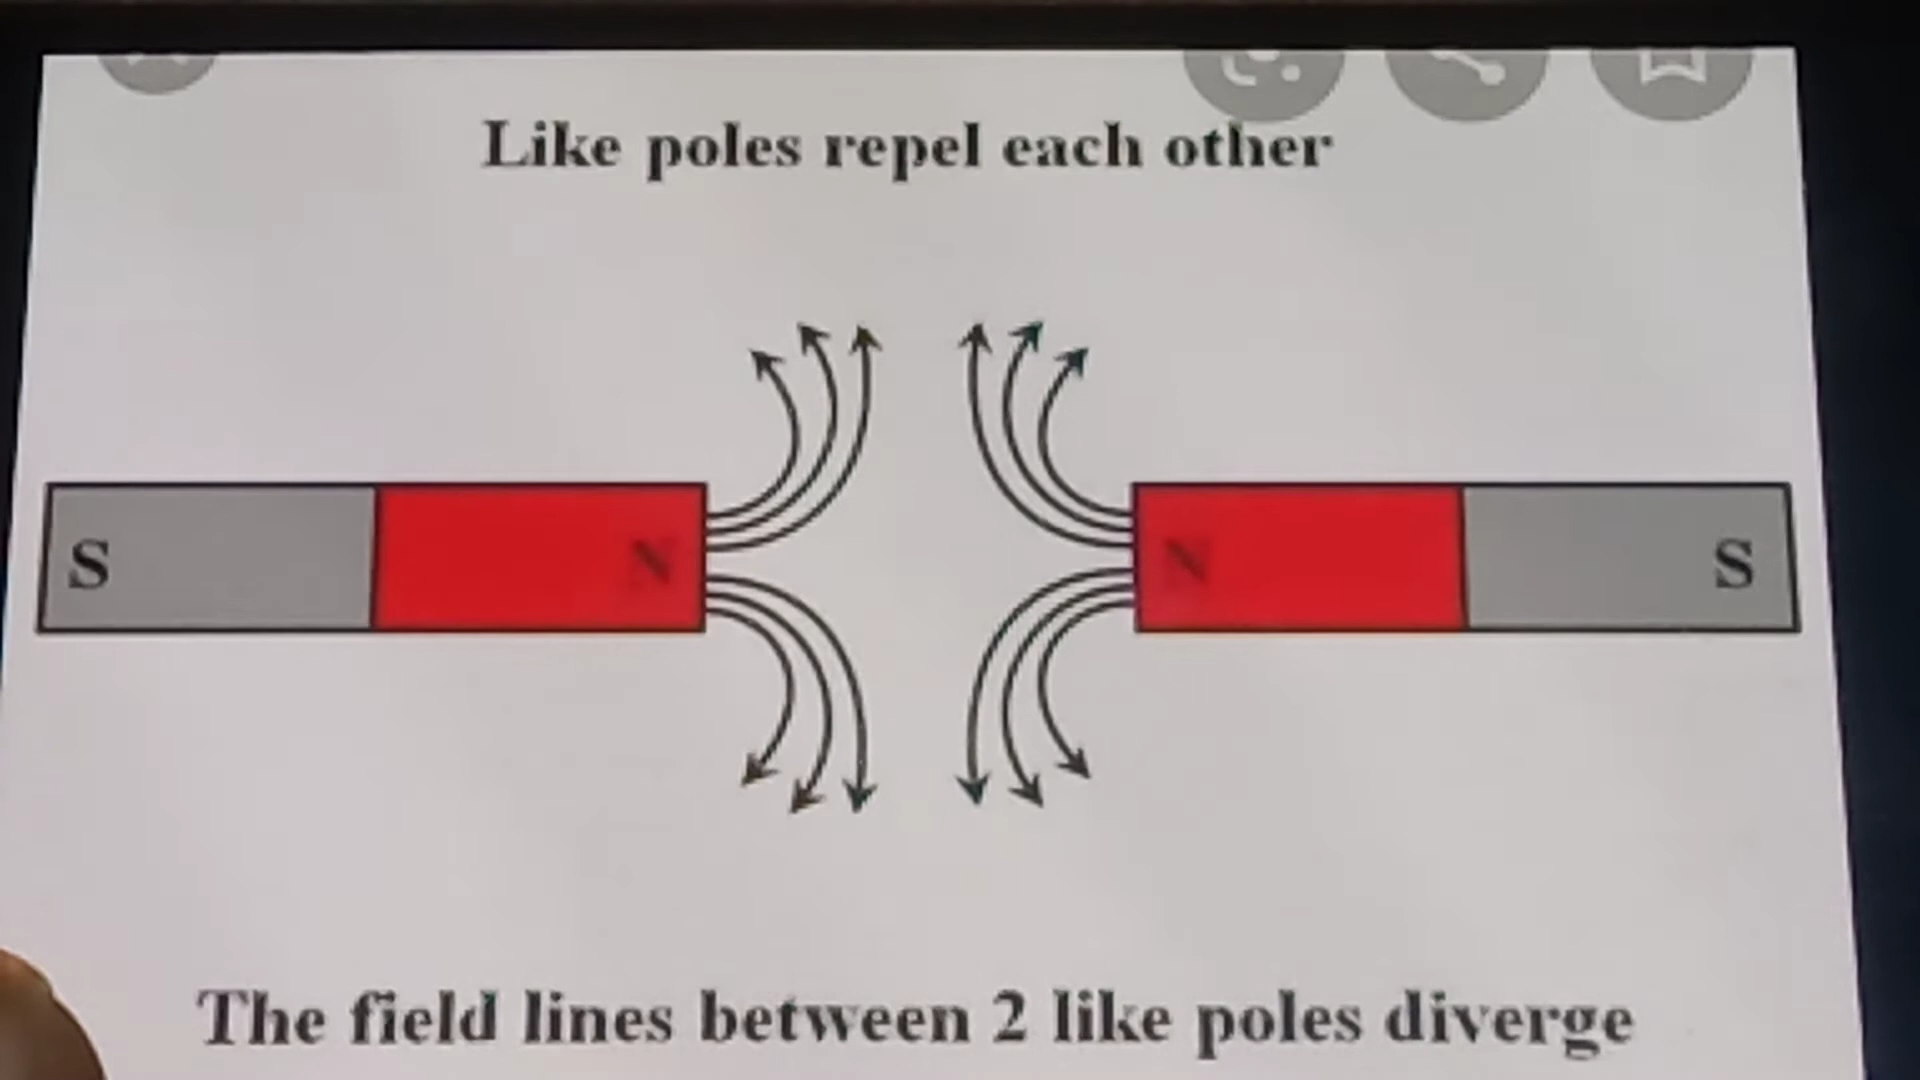 Like poles repel each other
S N N S
The field lines between 2 like poles diverge